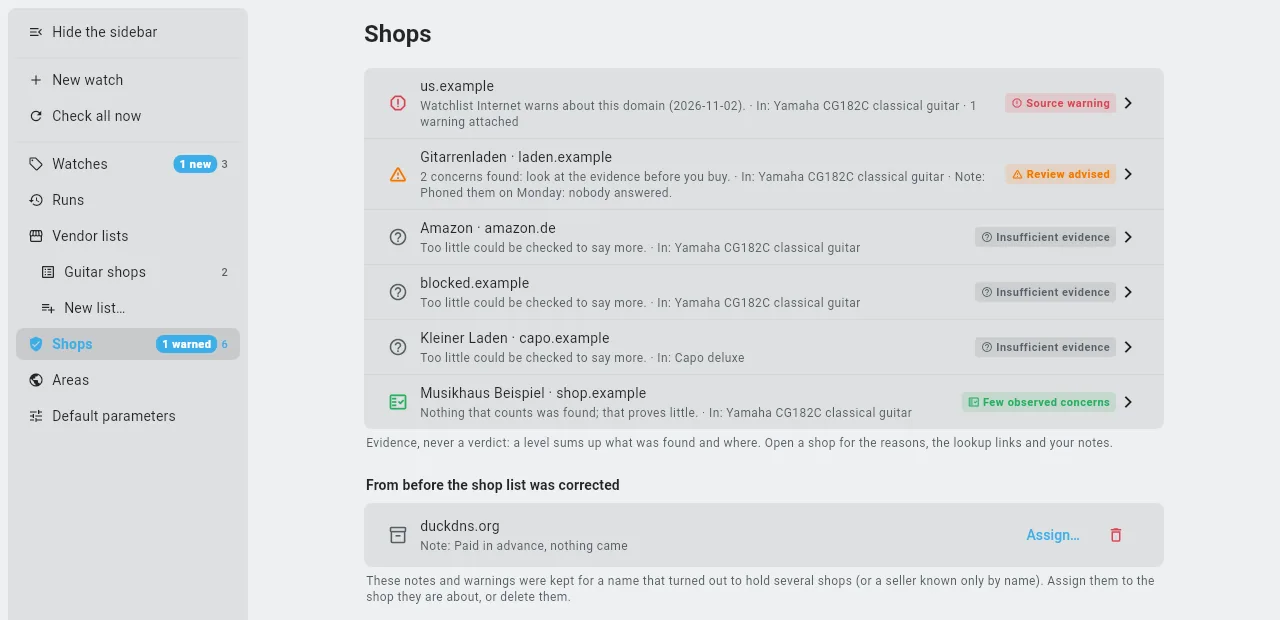 Hide the sidebar
New watch
Check all now
Watches 1 new 3
Runs
Vendor lists
Guitar shops 2
New list…
Shops 1 warned 6
Areas
Default parameters
Shops
us.example
Watchlist Internet warns about this domain (2026-11-02). · In: Yamaha CG182C classical guitar · 1
warning attached
Source warning
Gitarrenladen · laden.example
2 concerns found: look at the evidence before you buy. · In: Yamaha CG182C classical guitar · Note:
Phoned them on Monday: nobody answered.
Review advised
Amazon · amazon.de
Too little could be checked to say more. · In: Yamaha CG182C classical guitar
Insufficient evidence
blocked.example
Too little could be checked to say more. · In: Yamaha CG182C classical guitar
Insufficient evidence
Kleiner Laden · capo.example
Too little could be checked to say more. · In: Capo deluxe
Insufficient evidence
Musikhaus Beispiel · shop.example
Nothing that counts was found; that proves little. · In: Yamaha CG182C classical guitar
Few observed concerns
Evidence, never a verdict: a level sums up what was found and where. Open a shop for the reasons, the lookup links and your notes.
From before the shop list was corrected
duckdns.org
Note: Paid in advance, nothing came
Assign…
These notes and warnings were kept for a name that turned out to hold several shops (or a seller known only by name). Assign them to the
shop they are about, or delete them.